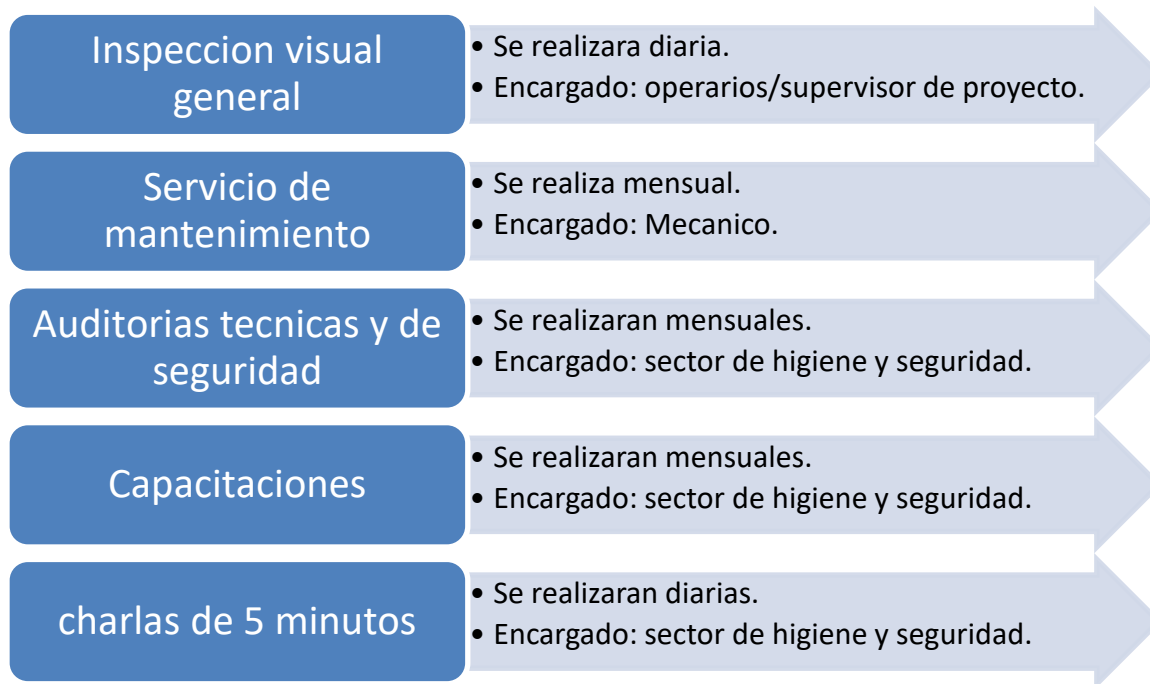 Inspeccion visual
general
• Se realizara diaria.
• Encargado: operarios/supervisor de proyecto.
Servicio de
mantenimiento
• Se realiza mensual.
• Encargado: Mecanico.
Auditorias tecnicas y de
seguridad
• Se realizaran mensuales.
• Encargado: sector de higiene y seguridad.
Capacitaciones
• Se realizaran mensuales.
• Encargado: sector de higiene y seguridad.
charlas de 5 minutos
• Se realizaran diarias.
• Encargado: sector de higiene y seguridad.